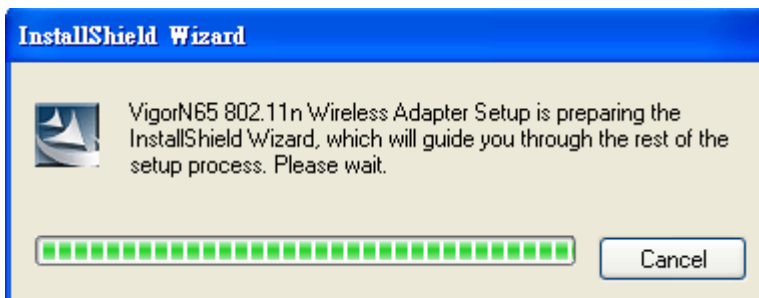 InstallShield Wizard
VigorN65 802.11n Wireless Adapter Setup is preparing the
InstallShield Wizard, which will guide you through the rest of the
setup process. Please wait.
Cancel